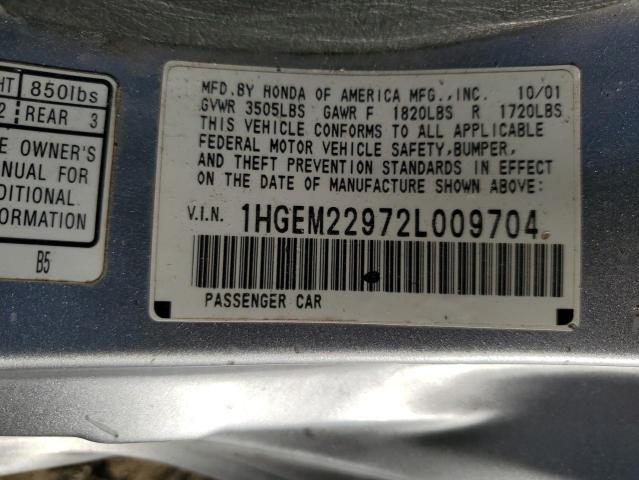 HT 850lbs
2 REAR 3
E OWNER'S
ANUAL FOR
DITIONAL
FORMATION
B5
MFD.BY HONDA OF AMERICA MFG.,INC. 10/01
GVWR 3505LBS GAWR F 1820LBS R 1720LBS
THIS VEHICLE CONFORMS TO ALL APPLICABLE
FEDERAL MOTOR VEHICLE SAFETY,BUMPER,
AND THEFT PREVENTION STANDARDS IN EFFECT
ON THE DATE OF MANUFACTURE SHOWN ABOVE:
V.I.N. 1HGEM22972L009704
PASSENGER CAR